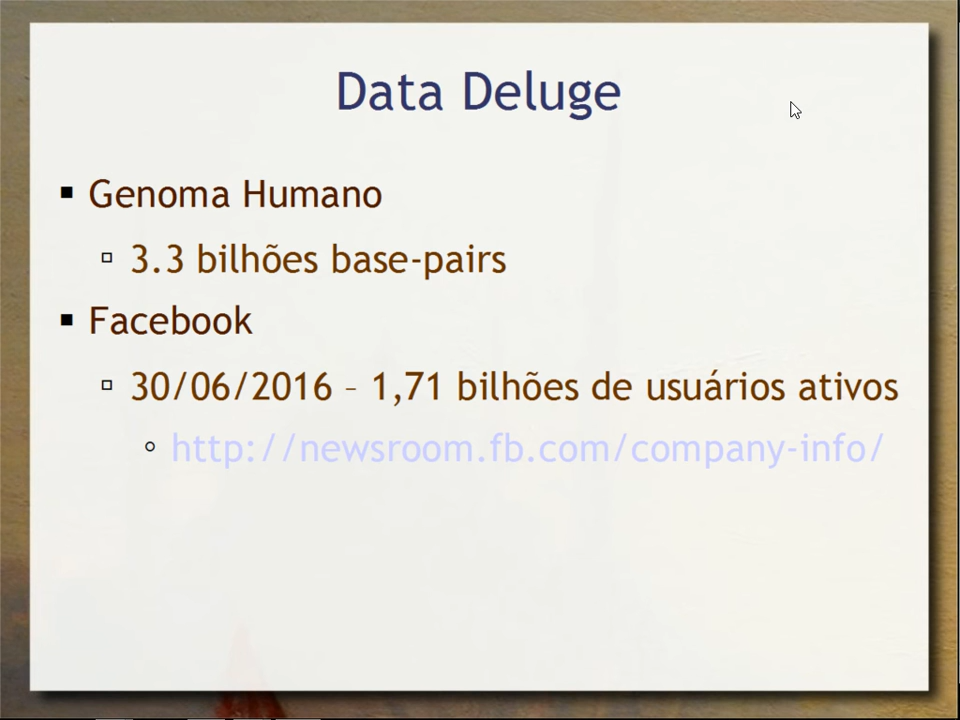 Data Deluge
Genoma Humano
3.3 bilhões base-pairs
Facebook
30/06/2016 – 1,71 bilhões de usuários ativos
http://newsroom.fb.com/company-info/